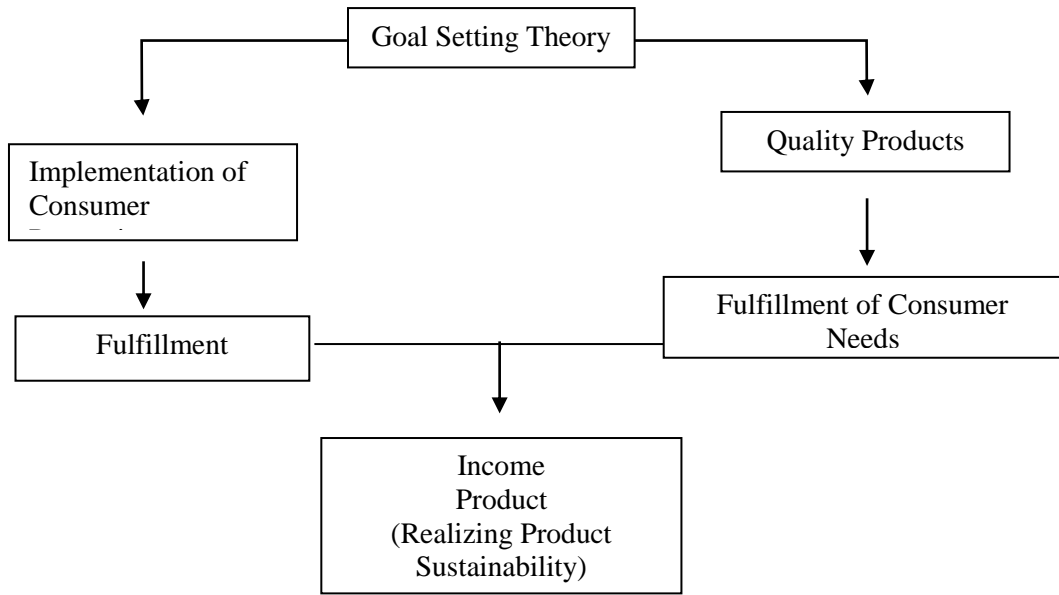 Goal Setting Theory
Implementation of
Consumer
Quality Products
Fulfillment
Fulfillment of Consumer
Needs
Income
Product
(Realizing Product
Sustainability)